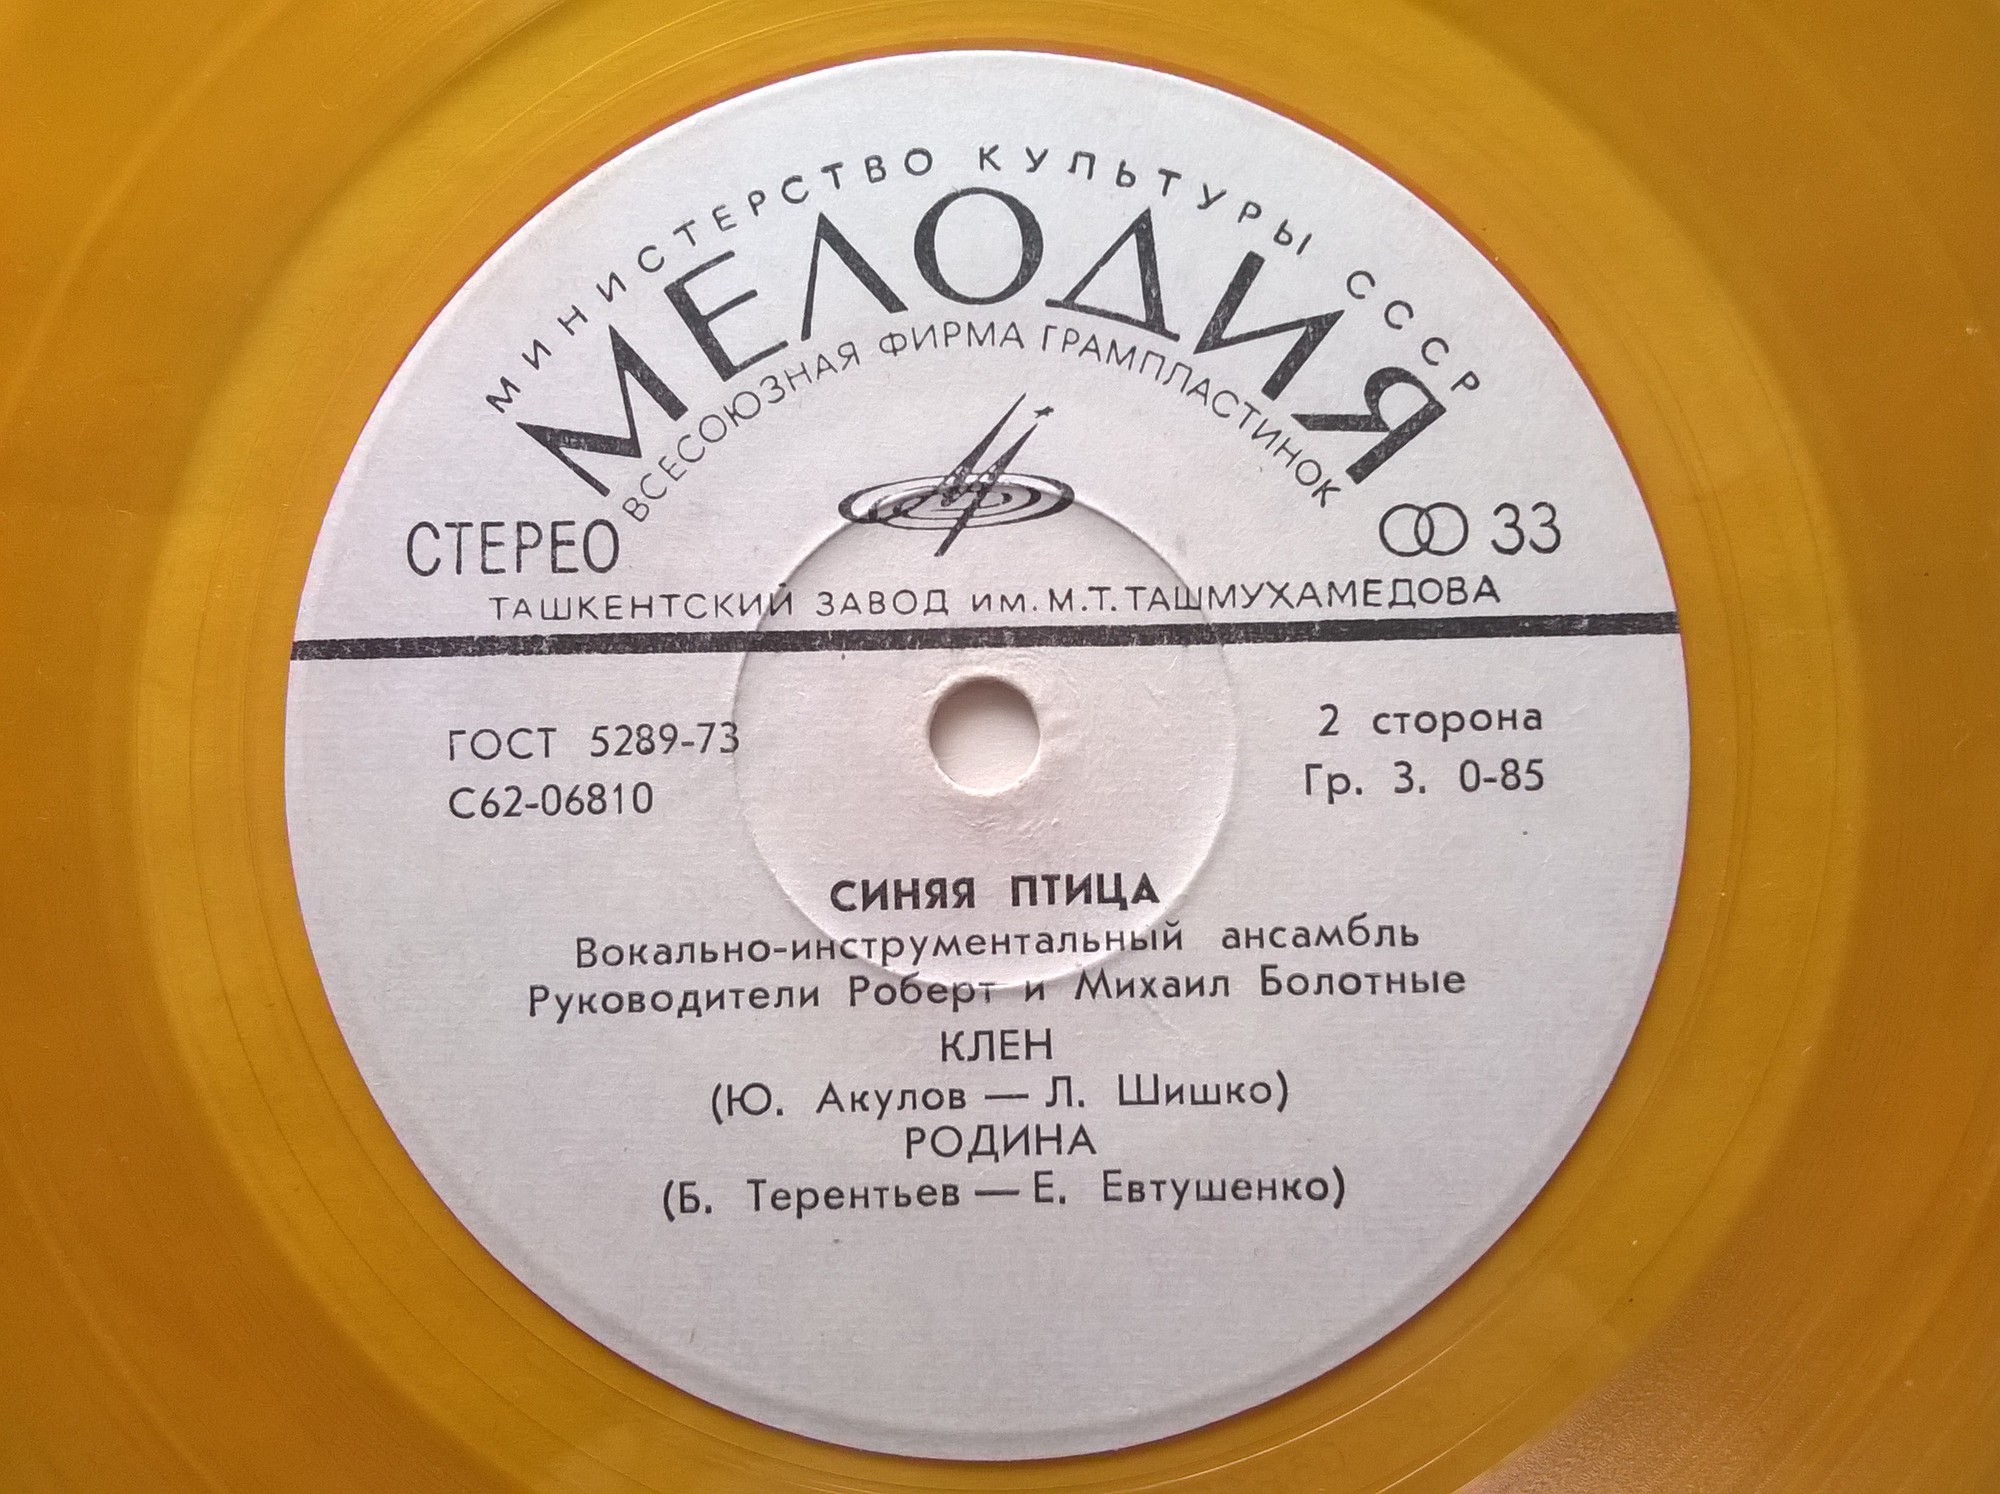 МИНИСТЕРСТВО КУЛЬТУРЫ СССР
МЕЛОДИЯ
ВСЕСОЮЗНАЯ ФИРМА ГРАМПЛАСТИНОК
СТЕРЕО
33
ТАШКЕНТСКИЙ ЗАВОД ИМ. М.Т. ТАШМУХАМЕДОВА
ГОСТ 5289-73
2 сторона
С62-06810
Гр. 3. 0-85
СИНЯЯ ПТИЦА
Вокально-инструментальный ансамбль
Руководители Роберт и Михаил Болотные
КЛЕН
(Ю. Акулов — Л. Шишко)
РОДИНА
(Б. Терентьев — Е. Евтушенко)